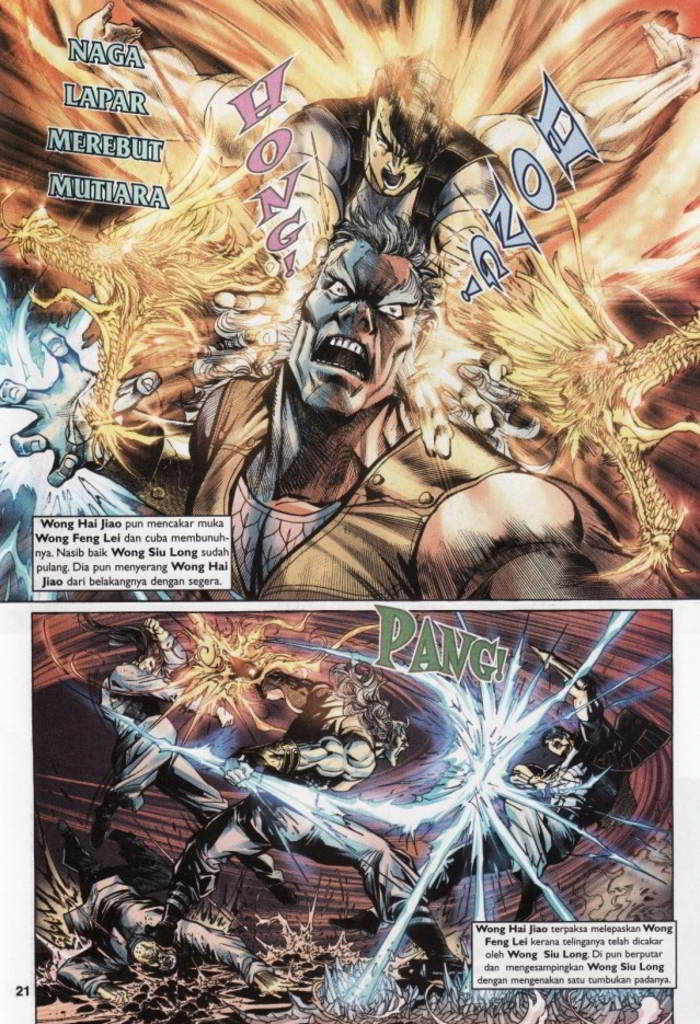 NAGA
LAPAR
MEREBUT
MUTIARA
HONG!
HONG!
Wong Hai Jiao pun mencakar muka
Wong Feng Lei dan cuba membunuh-
nya. Nasib baik Wong Siu Long sudah
pulang. Dia pun menyerang Wong Hai
Jiao dari belakangnya dengan segera.
PANG!
Wong Hai Jiao terpaksa melepaskan Wong
Feng Lei kerana telinganya telah dicakar
oleh Wong Siu Long. Di pun berputar
dan mengesampingkan Wong Siu Long
dengan mengenakan satu tumbukan padanya.
21